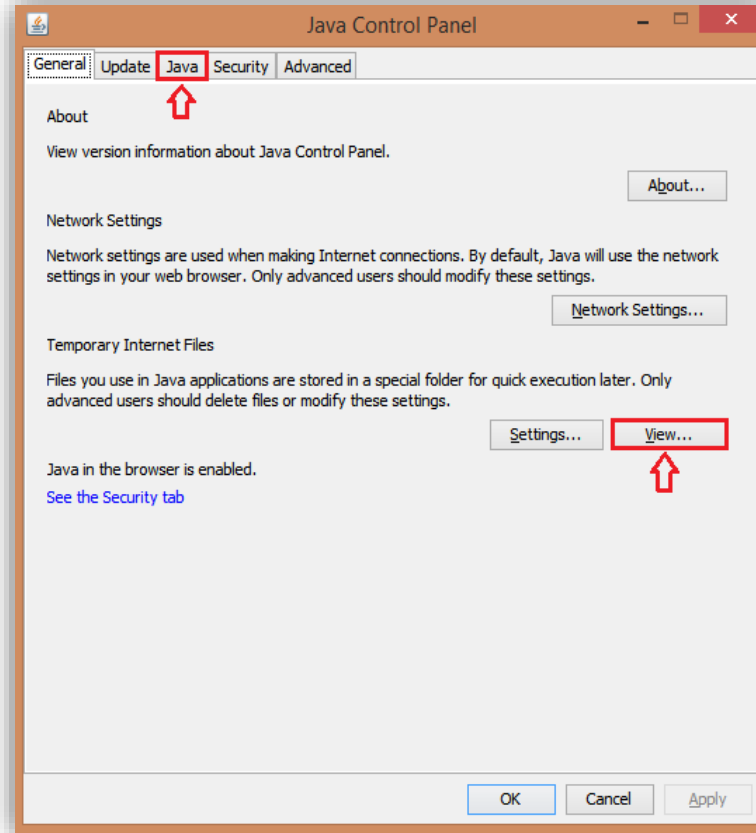 Java Control Panel
General Update Java Security Advanced
About
View version information about Java Control Panel.
About...
Network Settings
Network settings are used when making Internet connections. By default, Java will use the network
settings in your web browser. Only advanced users should modify these settings.
Network Settings...
Temporary Internet Files
Files you use in Java applications are stored in a special folder for quick execution later. Only
advanced users should delete files or modify these settings.
Settings... View...
Java in the browser is enabled.
See the Security tab
OK Cancel Apply